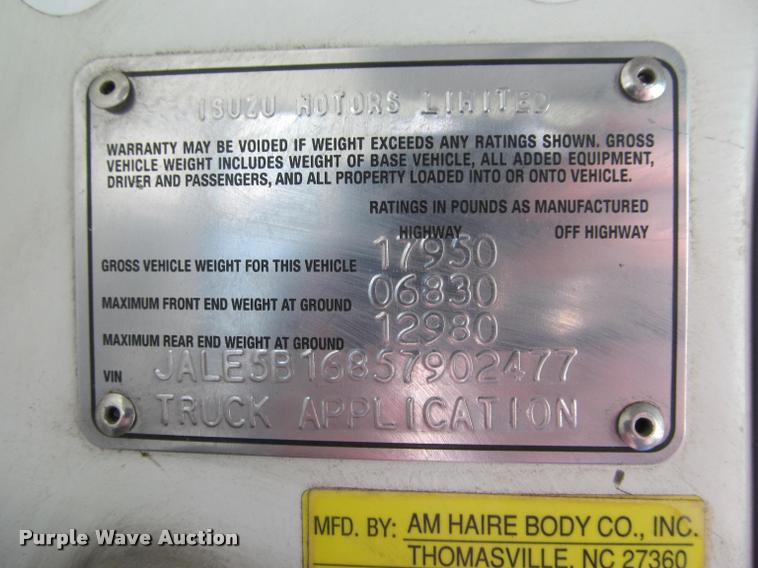 ISUZU MOTORS LIMITED
WARRANTY MAY BE VOIDED IF WEIGHT EXCEEDS ANY RATINGS SHOWN. GROSS
VEHICLE WEIGHT INCLUDES WEIGHT OF BASE VEHICLE, ALL ADDED EQUIPMENT,
DRIVER AND PASSENGERS, AND ALL PROPERTY LOADED INTO OR ONTO VEHICLE.
RATINGS IN POUNDS AS MANUFACTURED
HIGHWAY OFF HIGHWAY
GROSS VEHICLE WEIGHT FOR THIS VEHICLE 17950
MAXIMUM FRONT END WEIGHT AT GROUND 06830
MAXIMUM REAR END WEIGHT AT GROUND 12980
VIN JALE5B16857902477
TRUCK APPLICATION
MFD. BY: AM HAIRE BODY CO., INC.
THOMASVILLE, NC 27360
Purple Wave Auction